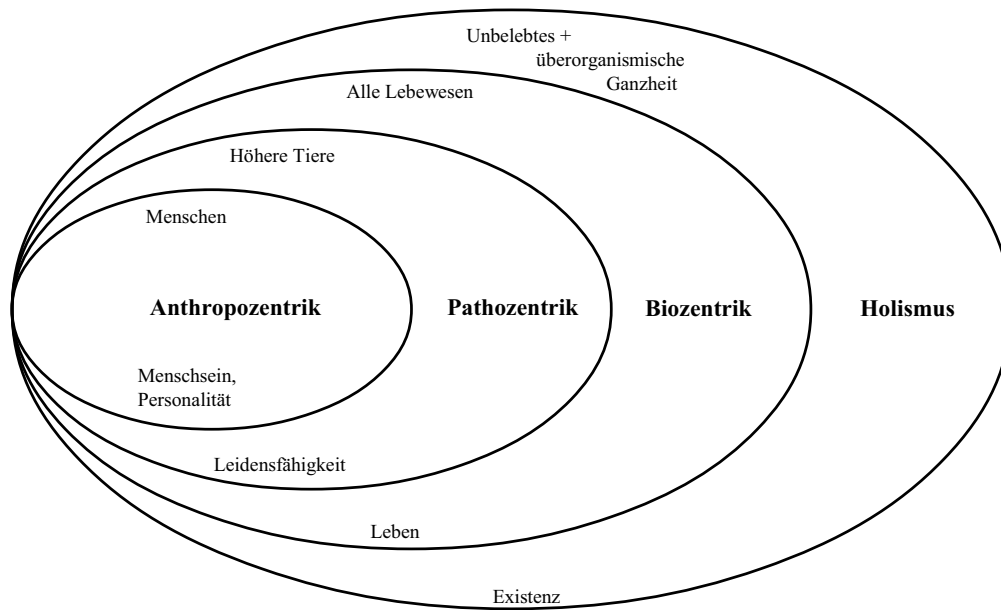 Unbelebtes +
überorganismische
Ganzheit
Alle Lebewesen
Höhere Tiere
Menschen
Anthropozentrik
Pathozentrik
Biozentrik
Holismus
Menschsein,
Personalität
Leidensfähigkeit
Leben
Existenz